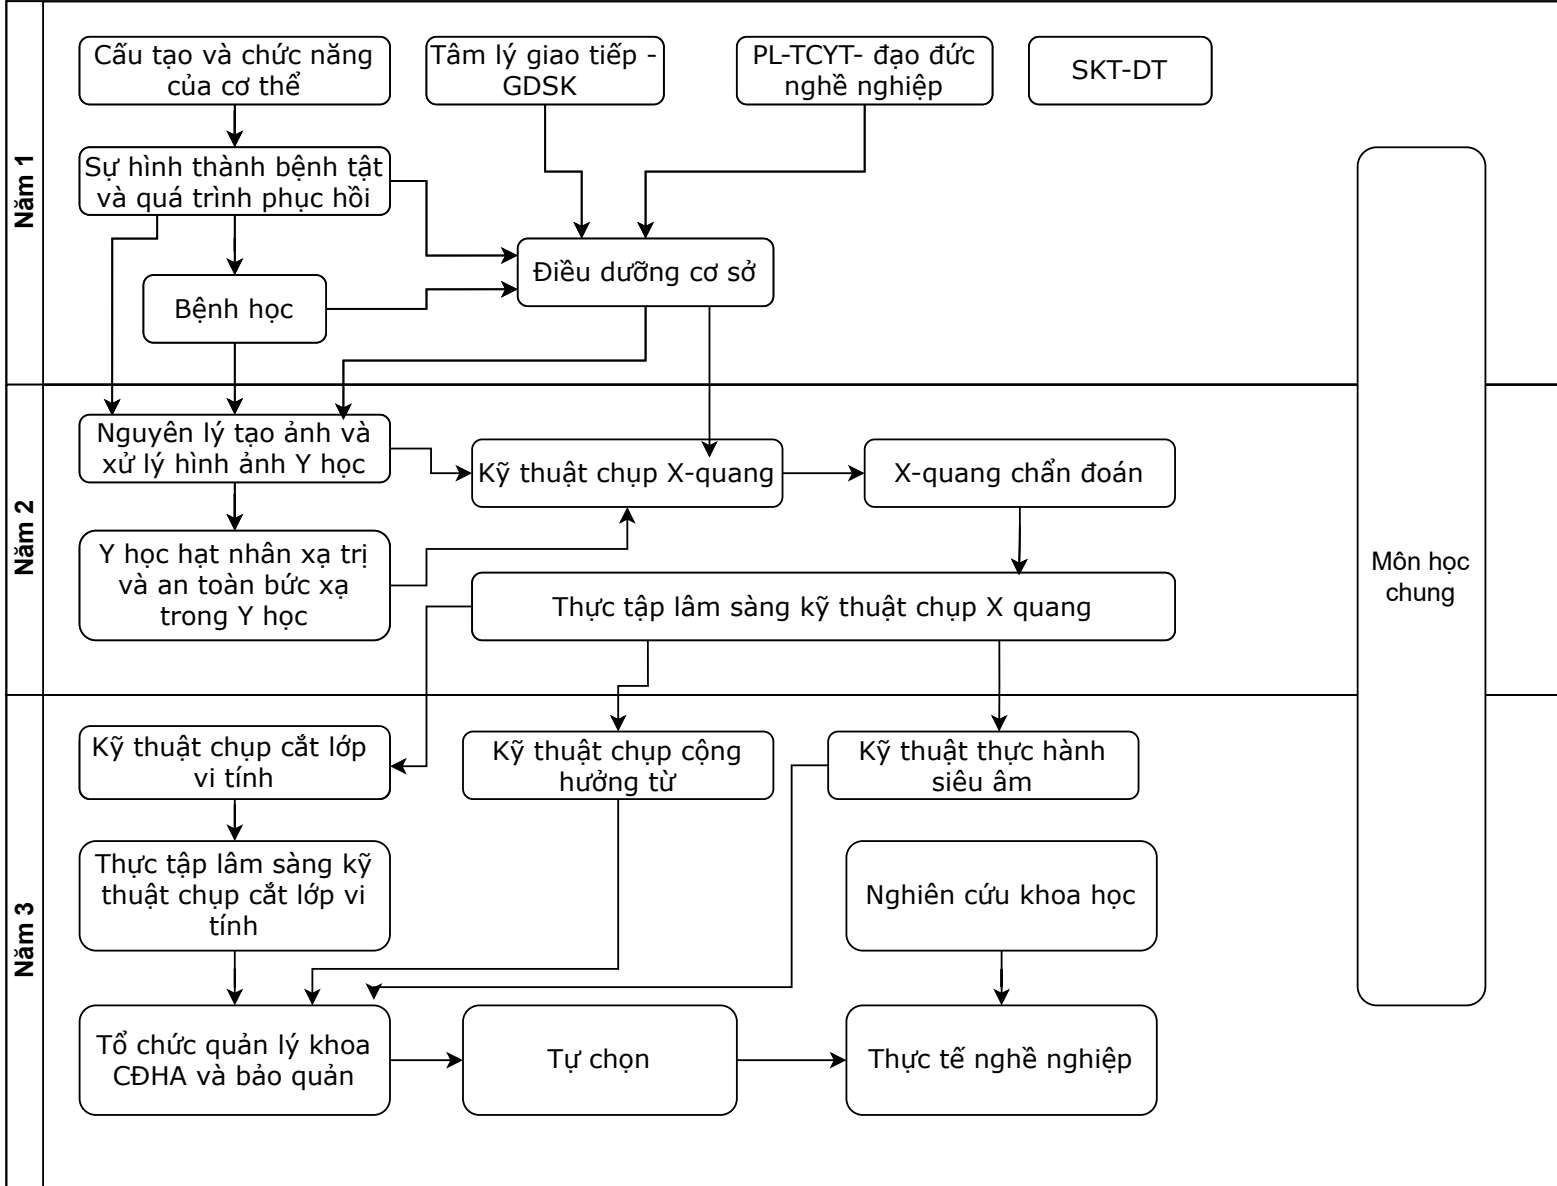 Năm 1
Cấu tạo và chức năng
của cơ thể
Tâm lý giao tiếp -
GDSK
PL-TCYT- đạo đức
nghề nghiệp
SKT-DT
Sự hình thành bệnh tật
và quá trình phục hồi
Điều dưỡng cơ sở
Bệnh học
Năm 2
Nguyên lý tạo ảnh và
xử lý hình ảnh Y học
Kỹ thuật chụp X-quang
X-quang chẩn đoán
Y học hạt nhân xạ trị
và an toàn bức xạ
trong Y học
Thực tập lâm sàng kỹ thuật chụp X quang
Môn học
chung
Năm 3
Kỹ thuật chụp cắt lớp
vi tính
Kỹ thuật chụp cộng
hưởng từ
Kỹ thuật thực hành
siêu âm
Thực tập lâm sàng kỹ
thuật chụp cắt lớp vi
tính
Nghiên cứu khoa học
Tổ chức quản lý khoa
CĐHA và bảo quản
Tự chọn
Thực tế nghề nghiệp